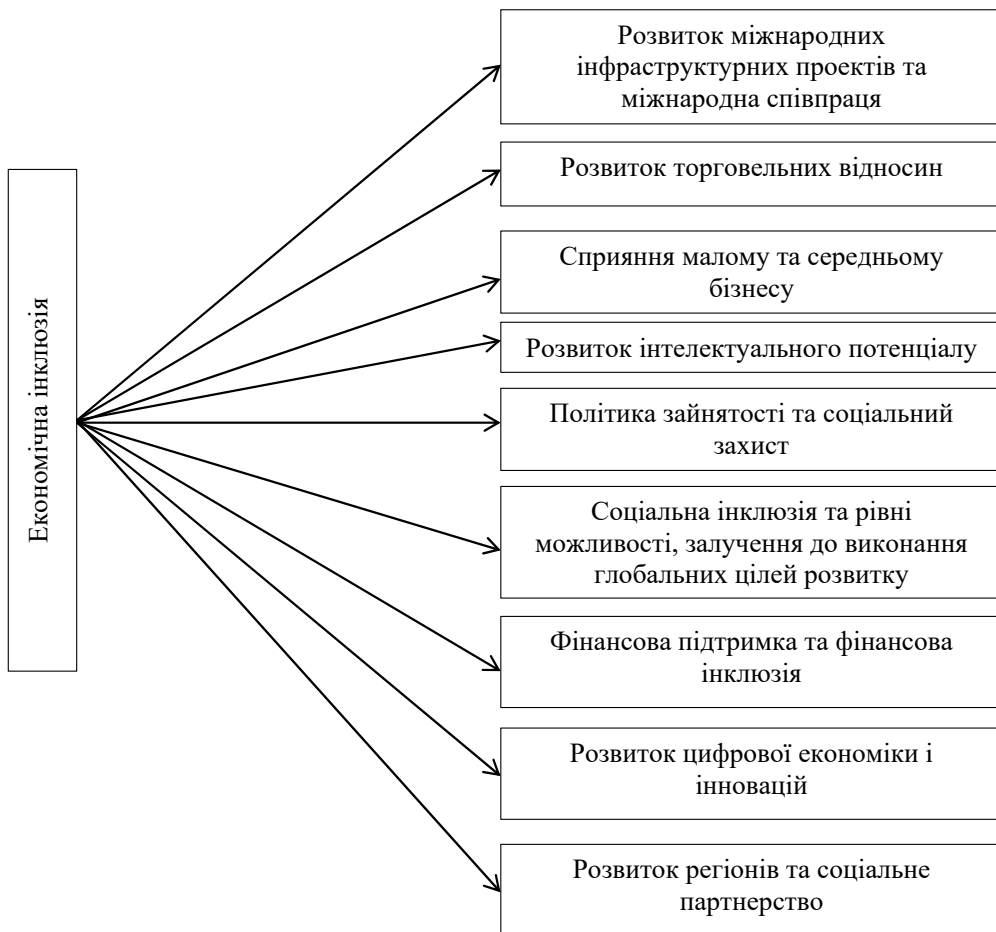 Економічна інклюзія
Розвиток міжнародних
інфраструктурних проектів та
міжнародна співпраця
Розвиток торговельних відносин
Сприяння малому та середньому
бізнесу
Розвиток інтелектуального потенціалу
Політика зайнятості та соціальний
захист
Соціальна інклюзія та рівні
можливості, залучення до виконання
глобальних цілей розвитку
Фінансова підтримка та фінансова
інклюзія
Розвиток цифрової економіки і
інновацій
Розвиток регіонів та соціальне
партнерство